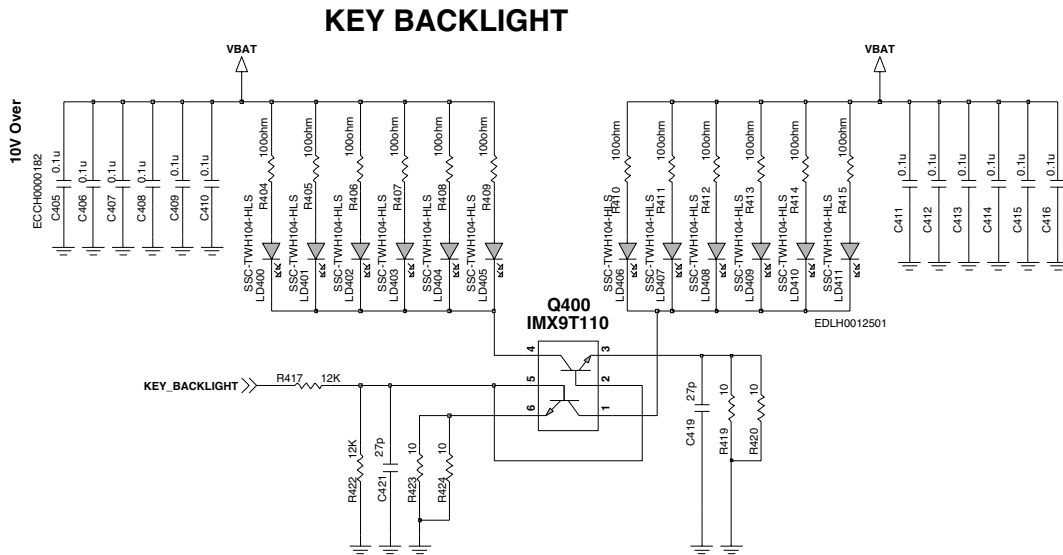 KEY BACKLIGHT
VBAT
VBAT
10V Over
ECCH0000182
C405 0.1u
C406 0.1u
C407 0.1u
C408 0.1u
C409 0.1u
C410 0.1u
R404 100ohm
R405 100ohm
R406 100ohm
R407 100ohm
R408 100ohm
R409 100ohm
R410 100ohm
R411 100ohm
R412 100ohm
R413 100ohm
R414 100ohm
R415 100ohm
C411 0.1u
C412 0.1u
C413 0.1u
C414 0.1u
C415 0.1u
C416 0.1u
LD400 SSC-TWH104-HLS
LD401 SSC-TWH104-HLS
LD402 SSC-TWH104-HLS
LD403 SSC-TWH104-HLS
LD404 SSC-TWH104-HLS
LD405 SSC-TWH104-HLS
LD406 SSC-TWH104-HLS
LD407 SSC-TWH104-HLS
LD408 SSC-TWH104-HLS
LD409 SSC-TWH104-HLS
LD410 SSC-TWH104-HLS
LD411 SSC-TWH104-HLS
EDLH0012501
Q400
IMX9T110
4
3
5
2
6
1
KEY_BACKLIGHT
R417 12K
R422 12K
C421 27p
R423 10
R424 10
C419 27p
R419 10
R420 10